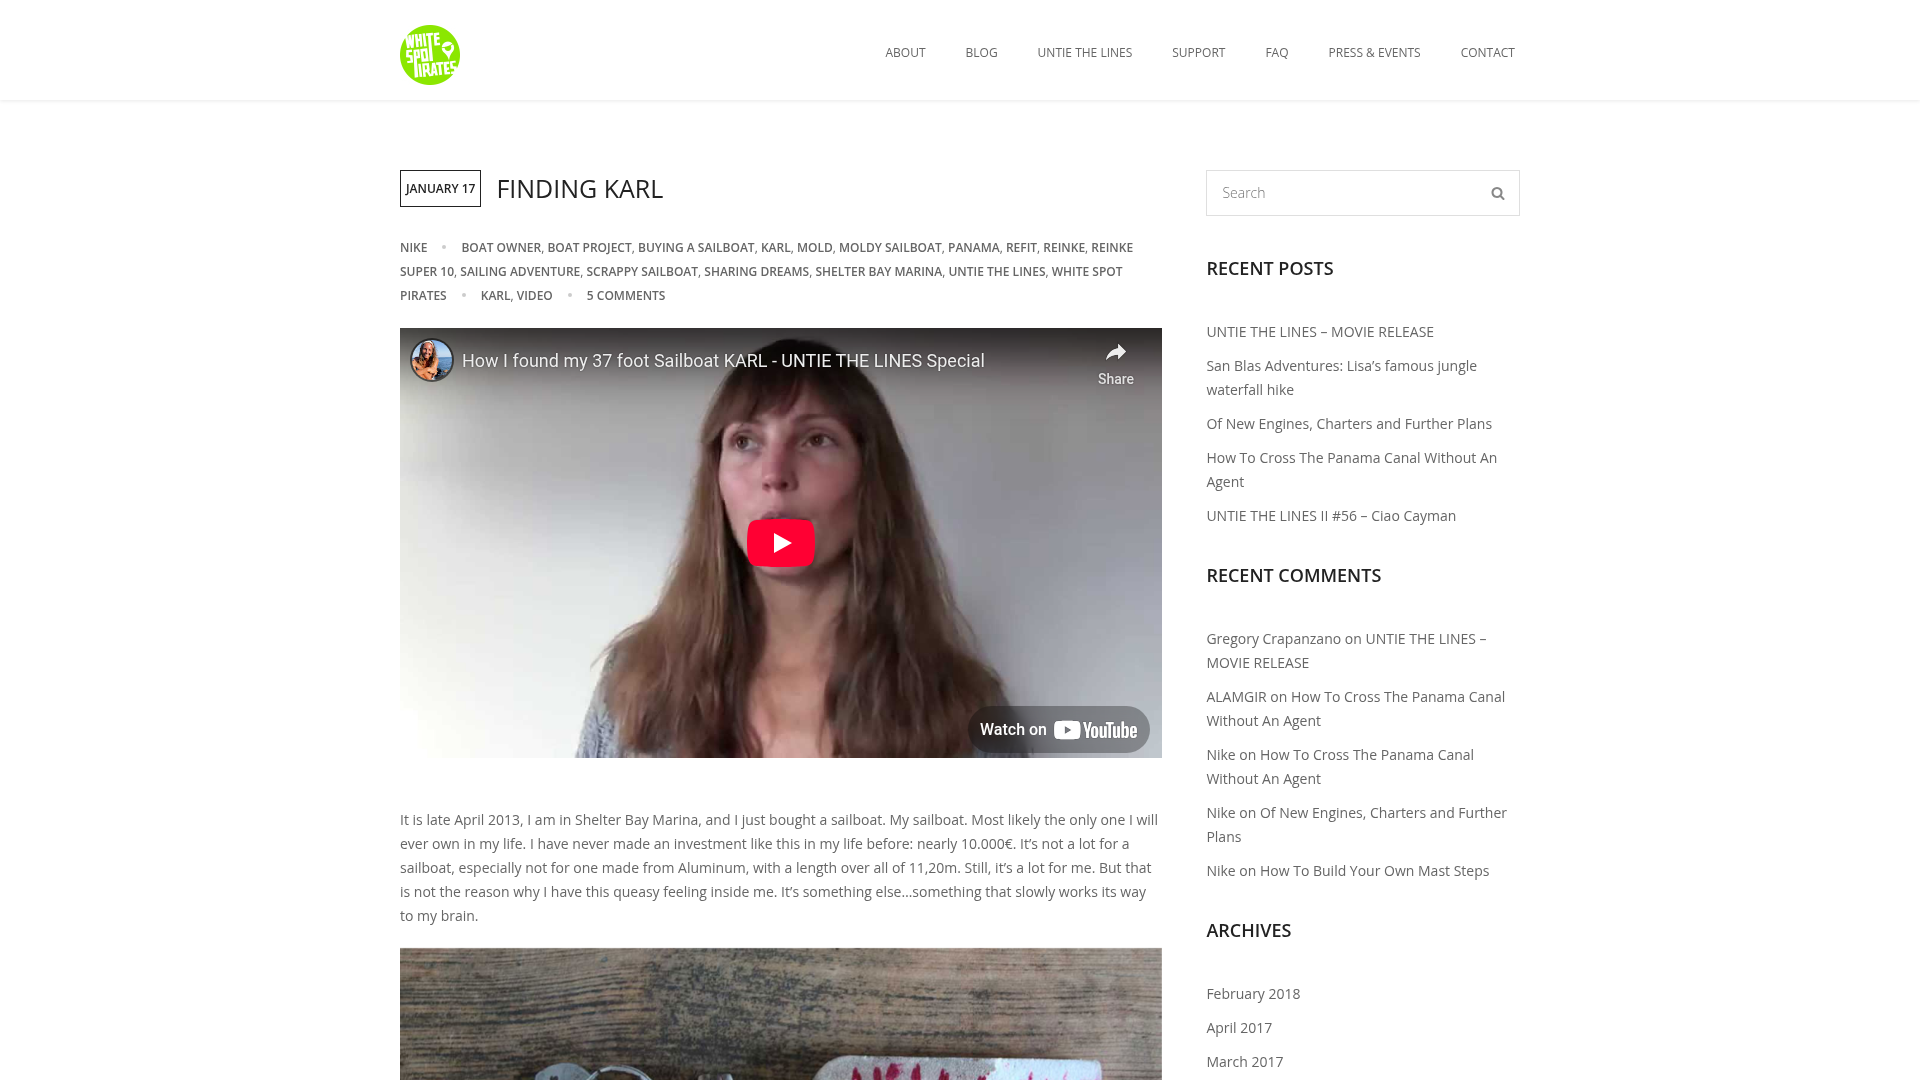 WHITE
SPOT
PIRATES
ABOUT BLOG UNTIE THE LINES SUPPORT FAQ PRESS & EVENTS CONTACT
JANUARY 17 FINDING KARL
NIKE • BOAT OWNER, BOAT PROJECT, BUYING A SAILBOAT, KARL, MOLD, MOLDY SAILBOAT, PANAMA, REFIT, REINKE, REINKE
SUPER 10, SAILING ADVENTURE, SCRAPPY SAILBOAT, SHARING DREAMS, SHELTER BAY MARINA, UNTIE THE LINES, WHITE SPOT
PIRATES • KARL, VIDEO • 5 COMMENTS
How I found my 37 foot Sailboat KARL - UNTIE THE LINES Special
Share
Watch on YouTube
It is late April 2013, I am in Shelter Bay Marina, and I just bought a sailboat. My sailboat. Most likely the only one I will
ever own in my life. I have never made an investment like this in my life before: nearly 10.000€. It’s not a lot for a
sailboat, especially not for one made from Aluminum, with a length over all of 11,20m. Still, it’s a lot for me. But that
is not the reason why I have this queasy feeling inside me. It’s something else…something that slowly works its way
to my brain.
Search
RECENT POSTS
UNTIE THE LINES – MOVIE RELEASE
San Blas Adventures: Lisa’s famous jungle
waterfall hike
Of New Engines, Charters and Further Plans
How To Cross The Panama Canal Without An
Agent
UNTIE THE LINES II #56 – Ciao Cayman
RECENT COMMENTS
Gregory Crapanzano on UNTIE THE LINES –
MOVIE RELEASE
ALAMGIR on How To Cross The Panama Canal
Without An Agent
Nike on How To Cross The Panama Canal
Without An Agent
Nike on Of New Engines, Charters and Further
Plans
Nike on How To Build Your Own Mast Steps
ARCHIVES
February 2018
April 2017
March 2017